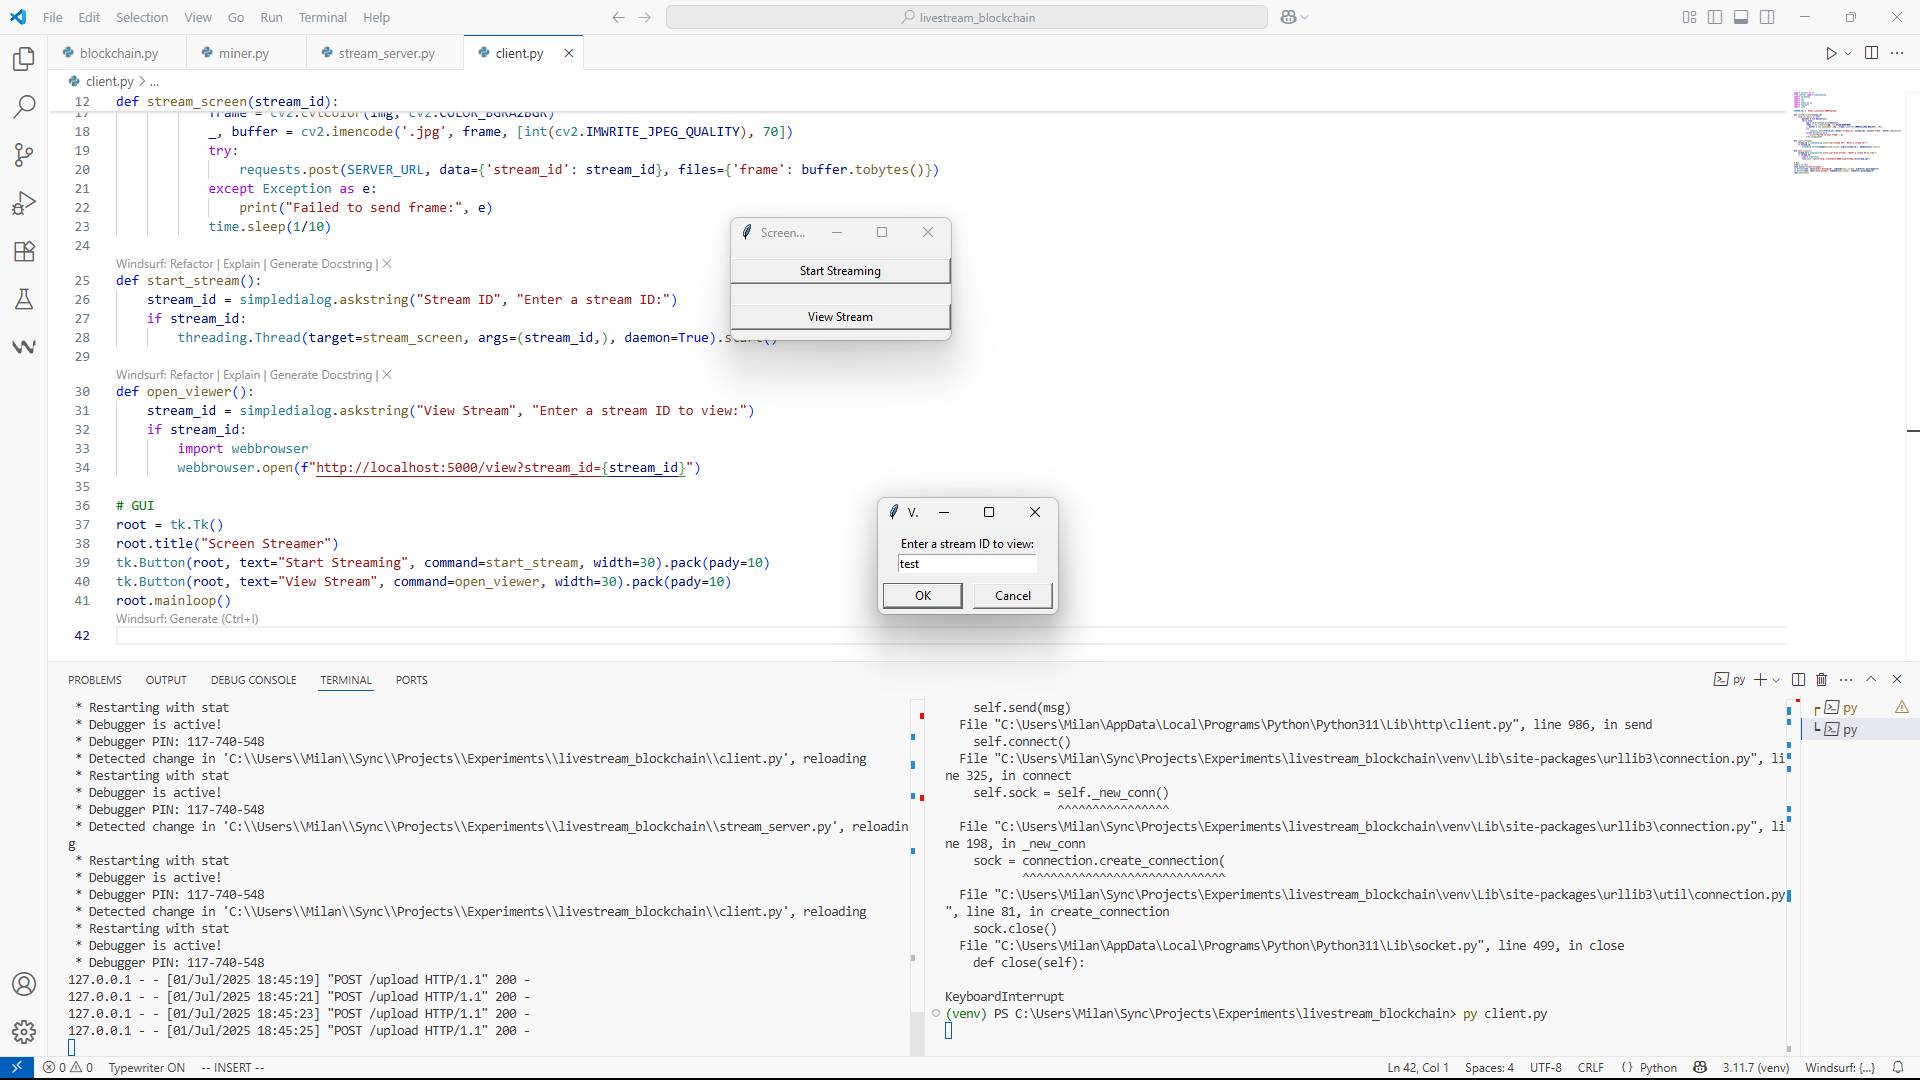 File Edit Selection View Go Run Terminal Help
livestream_blockchain
blockchain.py miner.py stream_server.py client.py
client.py > ...
12 def stream_screen(stream_id):
17 frame = cv2.cvtColor(img, cv2.COLOR_BGRA2BGR)
18 _, buffer = cv2.imencode('.jpg', frame, [int(cv2.IMWRITE_JPEG_QUALITY), 70])
19 try:
20 requests.post(SERVER_URL, data={'stream_id': stream_id}, files={'frame': buffer.tobytes()})
21 except Exception as e:
22 print("Failed to send frame:", e)
23 time.sleep(1/10)
24
Windsurf: Refactor | Explain | Generate Docstring | X
25 def start_stream():
26 stream_id = simpledialog.askstring("Stream ID", "Enter a stream ID:")
27 if stream_id:
28 threading.Thread(target=stream_screen, args=(stream_id,), daemon=True).start()
29
Windsurf: Refactor | Explain | Generate Docstring | X
30 def open_viewer():
31 stream_id = simpledialog.askstring("View Stream", "Enter a stream ID to view:")
32 if stream_id:
33 import webbrowser
34 webbrowser.open(f"http://localhost:5000/view?stream_id={stream_id}")
35
36 # GUI
37 root = tk.Tk()
38 root.title("Screen Streamer")
39 tk.Button(root, text="Start Streaming", command=start_stream, width=30).pack(pady=10)
40 tk.Button(root, text="View Stream", command=open_viewer, width=30).pack(pady=10)
41 root.mainloop()
Windsurf: Generate (Ctrl+I)
42
Screen...
Start Streaming
View Stream
V.
Enter a stream ID to view:
test
OK Cancel
PROBLEMS OUTPUT DEBUG CONSOLE TERMINAL PORTS
py
* Restarting with stat
* Debugger is active!
* Debugger PIN: 117-740-548
* Detected change in 'C:\\Users\\Milan\\Sync\\Projects\\Experiments\\livestream_blockchain\\client.py', reloading
* Restarting with stat
* Debugger is active!
* Debugger PIN: 117-740-548
* Detected change in 'C:\\Users\\Milan\\Sync\\Projects\\Experiments\\livestream_blockchain\\stream_server.py', reloadin
g
* Restarting with stat
* Debugger is active!
* Debugger PIN: 117-740-548
* Detected change in 'C:\\Users\\Milan\\Sync\\Projects\\Experiments\\livestream_blockchain\\client.py', reloading
* Restarting with stat
* Debugger is active!
* Debugger PIN: 117-740-548
127.0.0.1 - - [01/Jul/2025 18:45:19] "POST /upload HTTP/1.1" 200 -
127.0.0.1 - - [01/Jul/2025 18:45:21] "POST /upload HTTP/1.1" 200 -
127.0.0.1 - - [01/Jul/2025 18:45:23] "POST /upload HTTP/1.1" 200 -
127.0.0.1 - - [01/Jul/2025 18:45:25] "POST /upload HTTP/1.1" 200 -
self.send(msg)
File "C:\Users\Milan\AppData\Local\Programs\Python\Python311\Lib\http\client.py", line 986, in send
self.connect()
File "C:\Users\Milan\Sync\Projects\Experiments\livestream_blockchain\venv\Lib\site-packages\urllib3\connection.py", li
ne 325, in connect
self.sock = self._new_conn()
^^^^^^^^^^^^^^^^
File "C:\Users\Milan\Sync\Projects\Experiments\livestream_blockchain\venv\Lib\site-packages\urllib3\connection.py", li
ne 198, in _new_conn
sock = connection.create_connection(
^^^^^^^^^^^^^^^^^^^^^^^^^^^^^
File "C:\Users\Milan\Sync\Projects\Experiments\livestream_blockchain\venv\Lib\site-packages\urllib3\util\connection.py
", line 81, in create_connection
sock.close()
File "C:\Users\Milan\AppData\Local\Programs\Python\Python311\Lib\socket.py", line 499, in close
def close(self):
KeyboardInterrupt
(venv) PS C:\Users\Milan\Sync\Projects\Experiments\livestream_blockchain> py client.py
py
py
0 0 Typewriter ON -- INSERT -- Ln 42, Col 1 Spaces: 4 UTF-8 CRLF {} Python 3.11.7 (venv) Windsurf: {...}